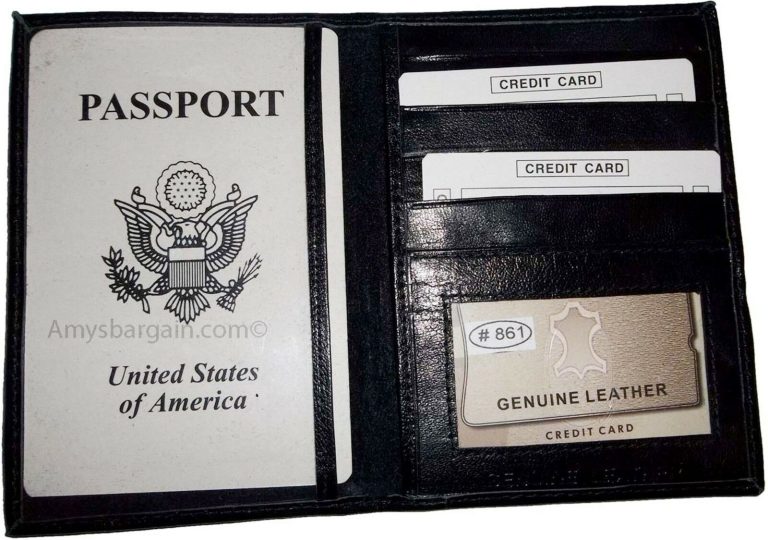 PASSPORT
Amysbargain.com©
United States
of America
CREDIT CARD
CREDIT CARD
# 861
GENUINE LEATHER
CREDIT CARD